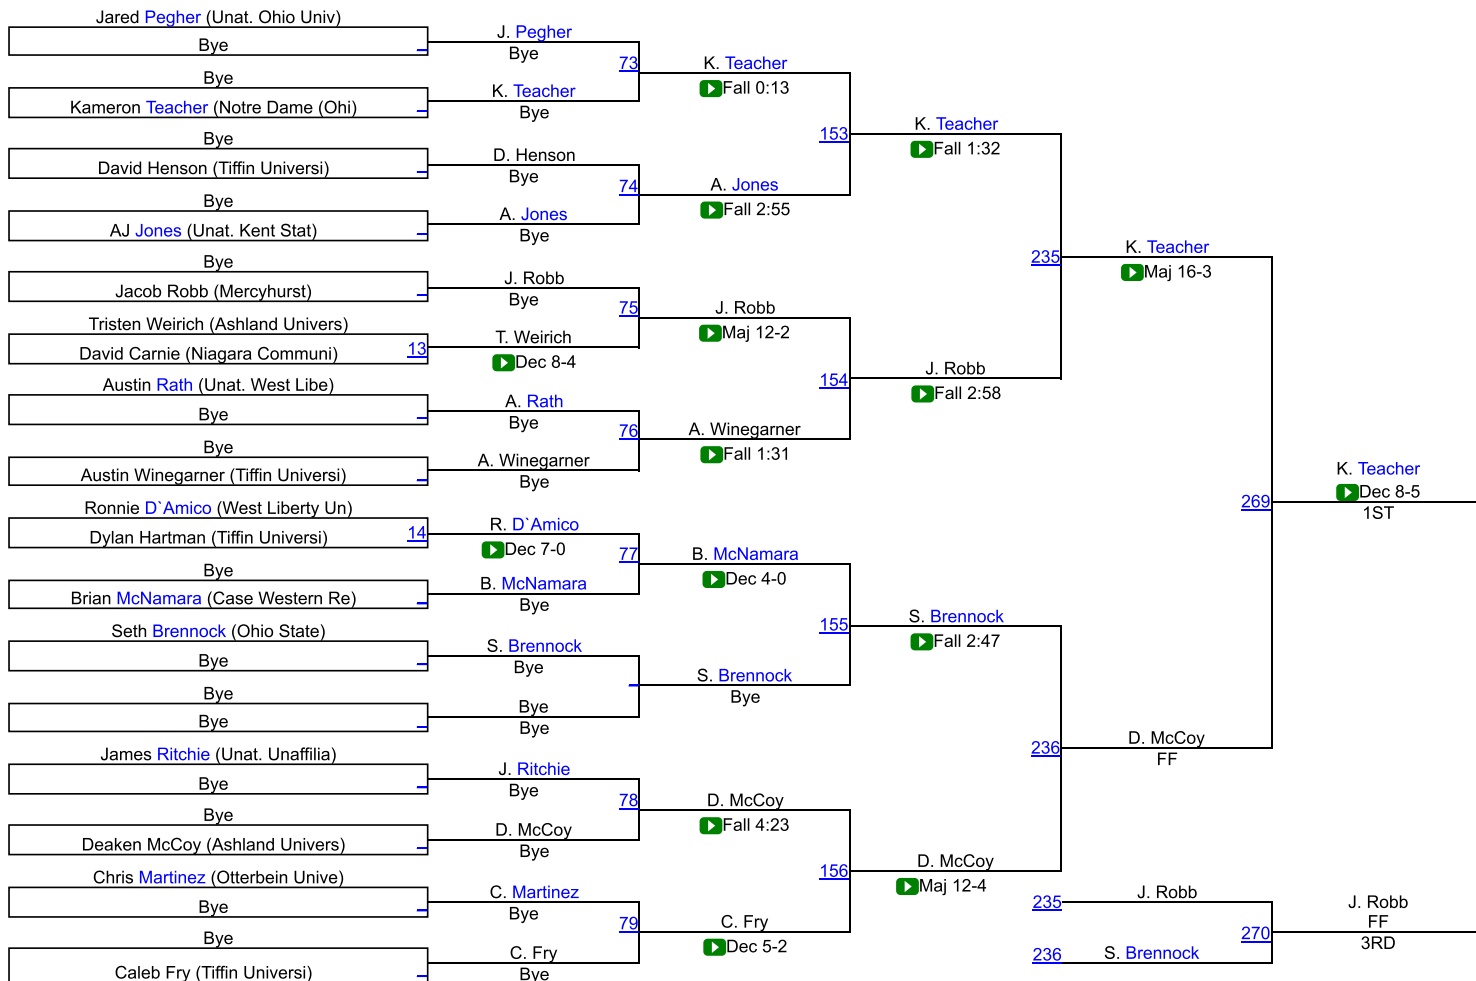 Jared Pegher (Unat. Ohio Univ)
Bye
Bye
Kameron Teacher (Notre Dame (Ohi)
Bye
David Henson (Tiffin Universi)
Bye
AJ Jones (Unat. Kent Stat)
Bye
Jacob Robb (Mercyhurst)
Tristen Weirich (Ashland Univers)
David Carnie (Niagara Communi)
13
Austin Rath (Unat. West Libe)
Bye
Bye
Austin Winegarner (Tiffin Universi)
Ronnie D`Amico (West Liberty Un)
Dylan Hartman (Tiffin Universi)
14
Bye
Brian McNamara (Case Western Re)
Seth Brennock (Ohio State)
Bye
Bye
Bye
James Ritchie (Unat. Unaffilia)
Bye
Bye
Deaken McCoy (Ashland Univers)
Chris Martinez (Otterbein Unive)
Bye
Bye
Caleb Fry (Tiffin Universi)
J. Pegher
Bye
73
K. Teacher
Bye
D. Henson
Bye
74
A. Jones
Bye
J. Robb
Bye
75
T. Weirich
Dec 8-4
A. Rath
Bye
76
A. Winegarner
Bye
R. D`Amico
Dec 7-0
77
B. McNamara
Bye
S. Brennock
Bye
Bye
Bye
J. Ritchie
Bye
78
D. McCoy
Bye
C. Martinez
Bye
79
C. Fry
Bye
K. Teacher
Fall 0:13
153
A. Jones
Fall 2:55
J. Robb
Maj 12-2
154
A. Winegarner
Fall 1:31
B. McNamara
Dec 4-0
155
S. Brennock
Bye
D. McCoy
Fall 4:23
156
C. Fry
Dec 5-2
K. Teacher
Fall 1:32
235
J. Robb
Fall 2:58
S. Brennock
Fall 2:47
236
D. McCoy
Maj 12-4
K. Teacher
Maj 16-3
269
D. McCoy
FF
K. Teacher
Dec 8-5
1ST
235
J. Robb
270
236
S. Brennock
J. Robb
FF
3RD